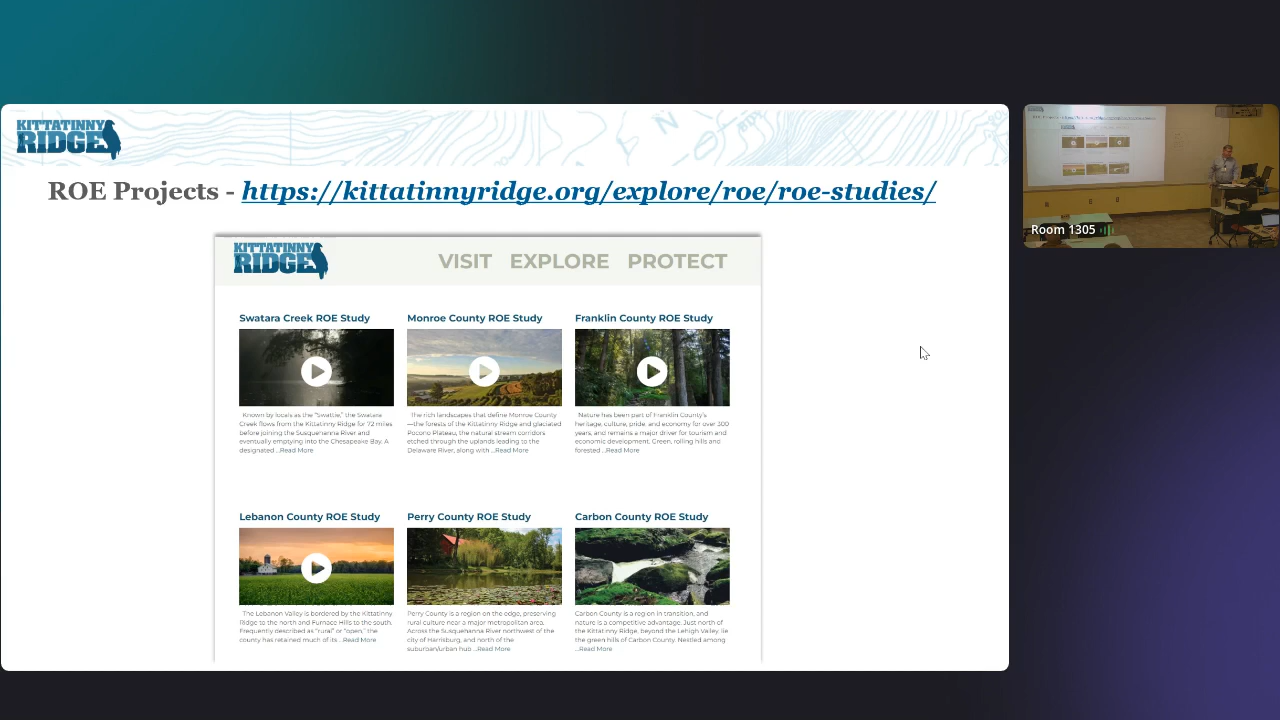 KITTATINNY
RIDGE
ROE Projects - https://kittatinnyridge.org/explore/roe/roe-studies/
KITTATINNY
RIDGE
VISIT EXPLORE PROTECT
Swatara Creek ROE Study
Known by locals as the "Swattie," the Swatara
Creek flows from the Kittatinny Ridge for 72 miles
before joining the Susquehanna River and
eventually emptying into the Chesapeake Bay. A
designated ...Read More
Monroe County ROE Study
The rich landscapes that define Monroe County
—the forests of the Kittatinny Ridge and glaciated
Pocono Plateau, the natural stream corridors
etched through the uplands leading to the
Delaware River, along with ...Read More
Franklin County ROE Study
Nature has been part of Franklin County's
heritage, culture, pride, and economy for over 300
years, and remains a major driver for tourism and
economic development. Green, rolling hills and
forested ...Read More
Lebanon County ROE Study
The Lebanon Valley is bordered by the Kittatinny
Ridge to the north and Furnace Hills to the south.
Frequently described as "rural" or "open," the
county has retained much of its ...Read More
Perry County ROE Study
Perry County is a region on the edge, preserving
rural culture near a major metropolitan area.
Across the Susquehanna River northwest of the
city of Harrisburg, and north of the
suburban/urban hub ...Read More
Carbon County ROE Study
Carbon County is a region in transition, and
nature is a competitive advantage. Just north of
the Kittatinny Ridge, beyond the Lehigh Valley, lie
the green hills of Carbon County. Nestled among
...Read More
Room 1305